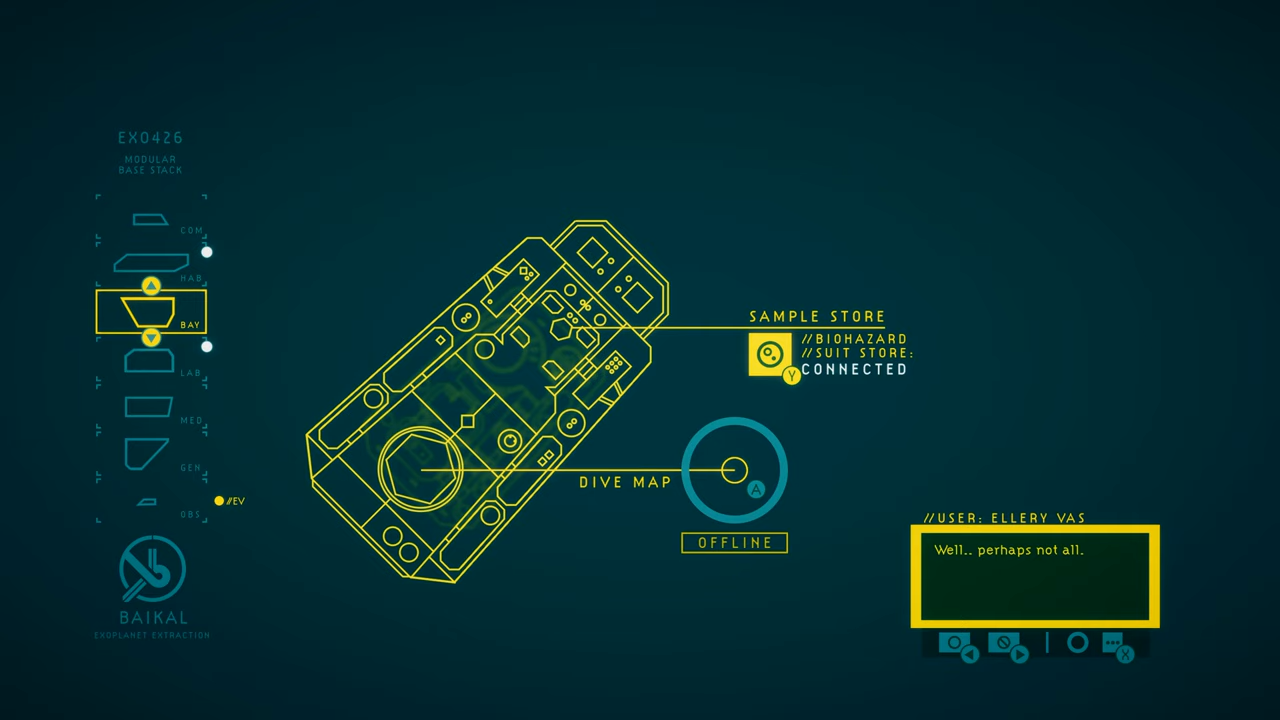 EXO426
MODULAR
BASE STACK
COM
HAB
BAY
LAB
MED
GEN
OBS
//EV
BAIKAL
EXOPLANET EXTRACTION
SAMPLE STORE
//BIOHAZARD
//SUIT STORE:
CONNECTED
Y
DIVE MAP
A
OFFLINE
//USER: ELLERY VAS
Well.. perhaps not all.
X